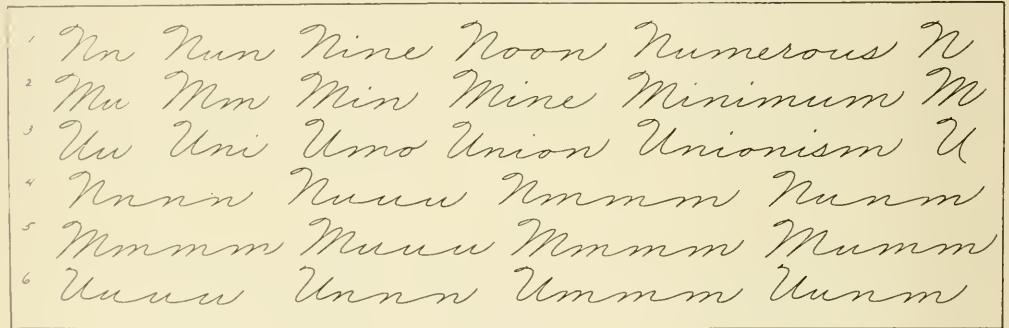 1 Nn Nun Nine Noon Numerous N
2 Mu Mm Min Mine Minimum M
3 Uu Uni Umo Union Unionism U
4 Nnnn Nuuu Nmmm Nunm
5 Mmmm Muuu Mmmm Mumm
6 Uuuu Unnn Ummm Uunm